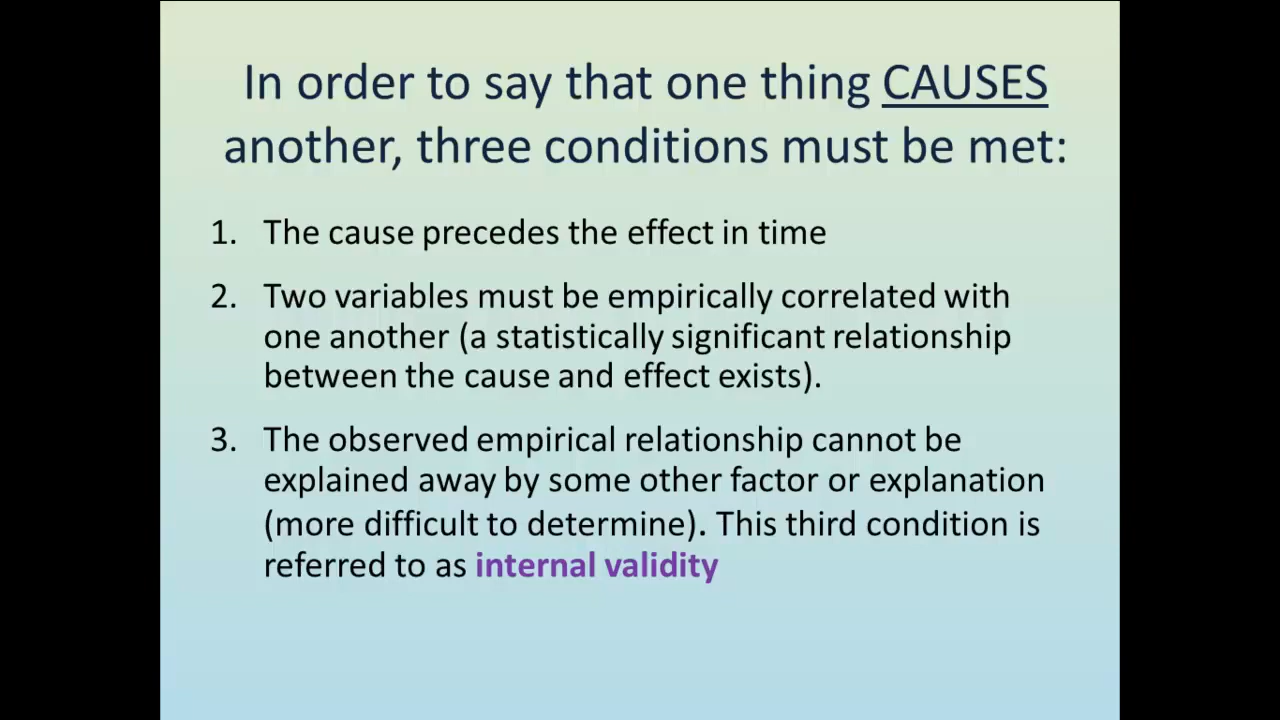 In order to say that one thing CAUSES
another, three conditions must be met:
1. The cause precedes the effect in time
2. Two variables must be empirically correlated with
one another (a statistically significant relationship
between the cause and effect exists).
3. The observed empirical relationship cannot be
explained away by some other factor or explanation
(more difficult to determine). This third condition is
referred to as internal validity